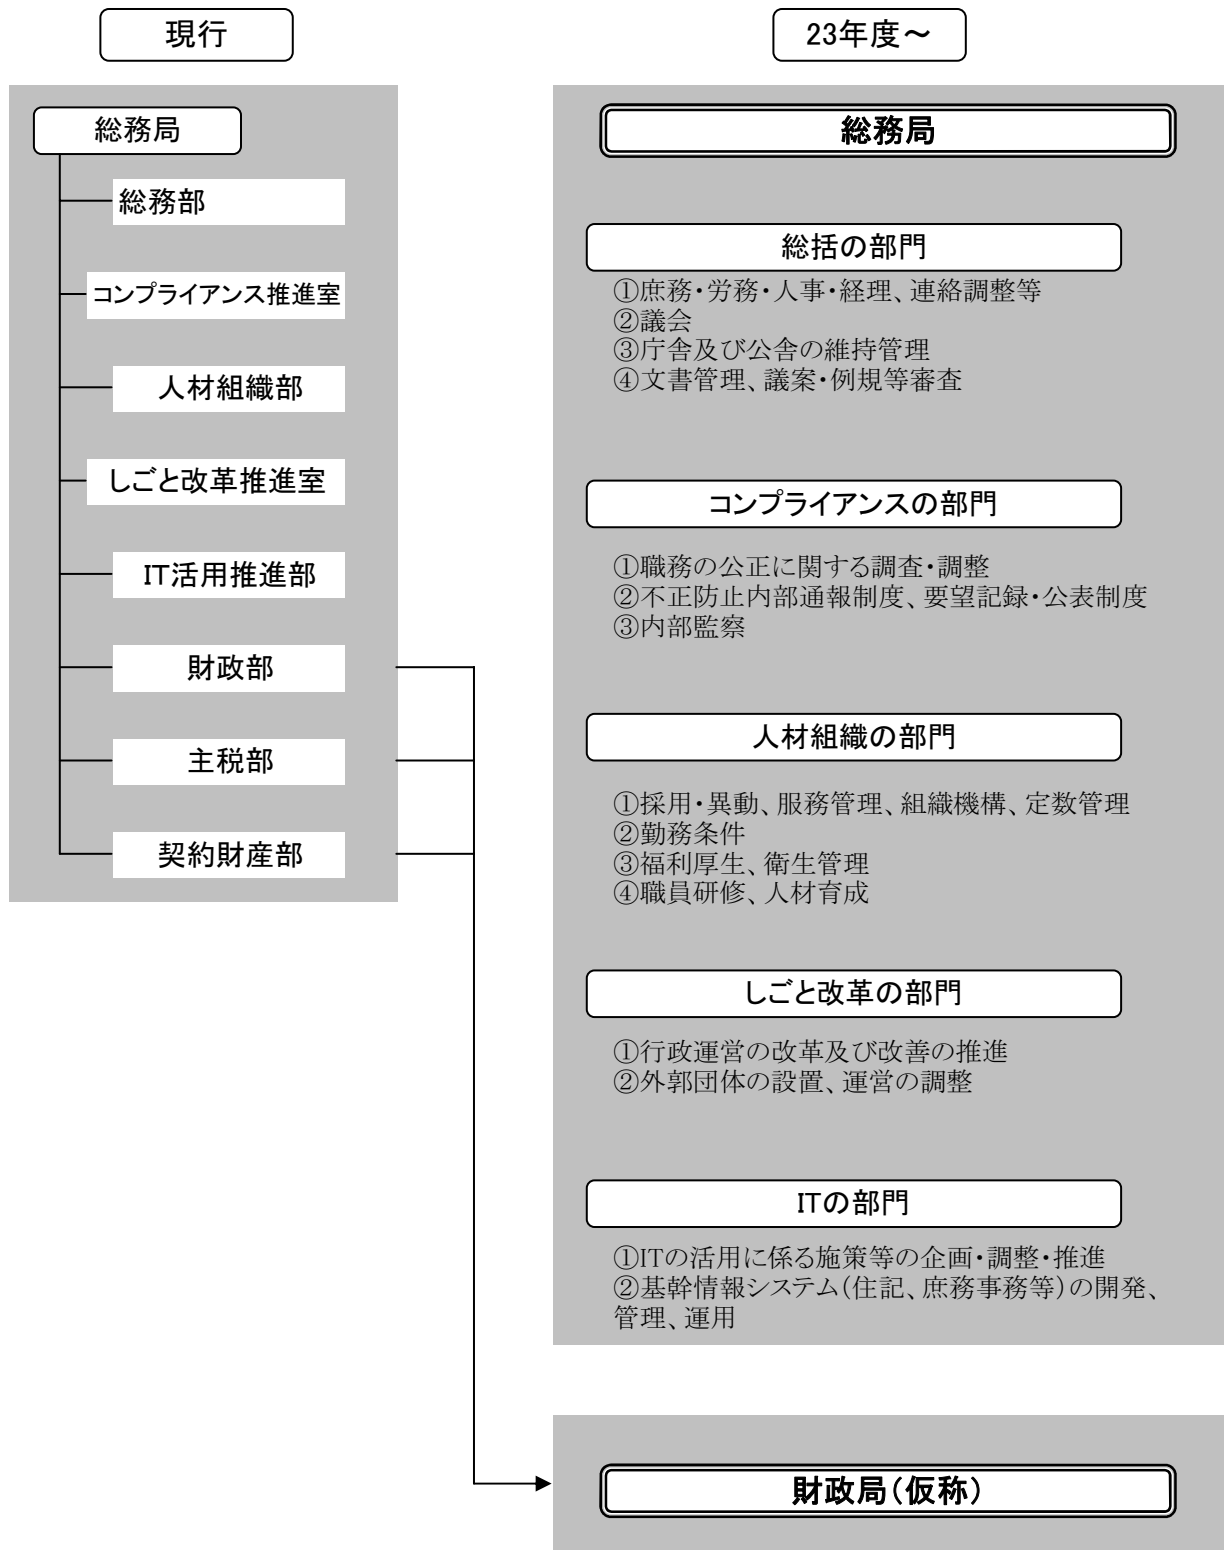 現行
総務局
総務部
コンプライアンス推進室
人材組織部
しごと改革推進室
IT活用推進部
財政部
主税部
契約財産部
23年度～
総務局
総括の部門
①庶務・労務・人事・経理、連絡調整等
②議会
③庁舎及び公舎の維持管理
④文書管理、議案・例規等審査
コンプライアンスの部門
①職務の公正に関する調査・調整
②不正防止内部通報制度、要望記録・公表制度
③内部監察
人材組織の部門
①採用・異動、服務管理、組織機構、定数管理
②勤務条件
③福利厚生、衛生管理
④職員研修、人材育成
しごと改革の部門
①行政運営の改革及び改善の推進
②外郭団体の設置、運営の調整
ITの部門
①ITの活用に係る施策等の企画・調整・推進
②基幹情報システム(住記、庶務事務等)の開発、
管理、運用
財政局(仮称)